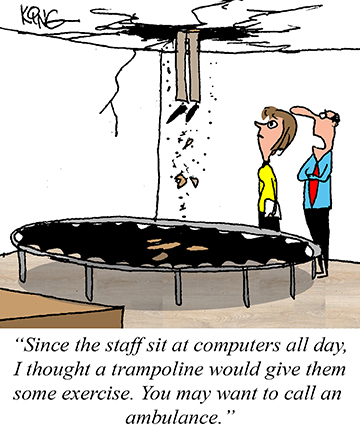 KONG
“Since the staff sit at computers all day,
I thought a trampoline would give them
some exercise. You may want to call an
ambulance.”